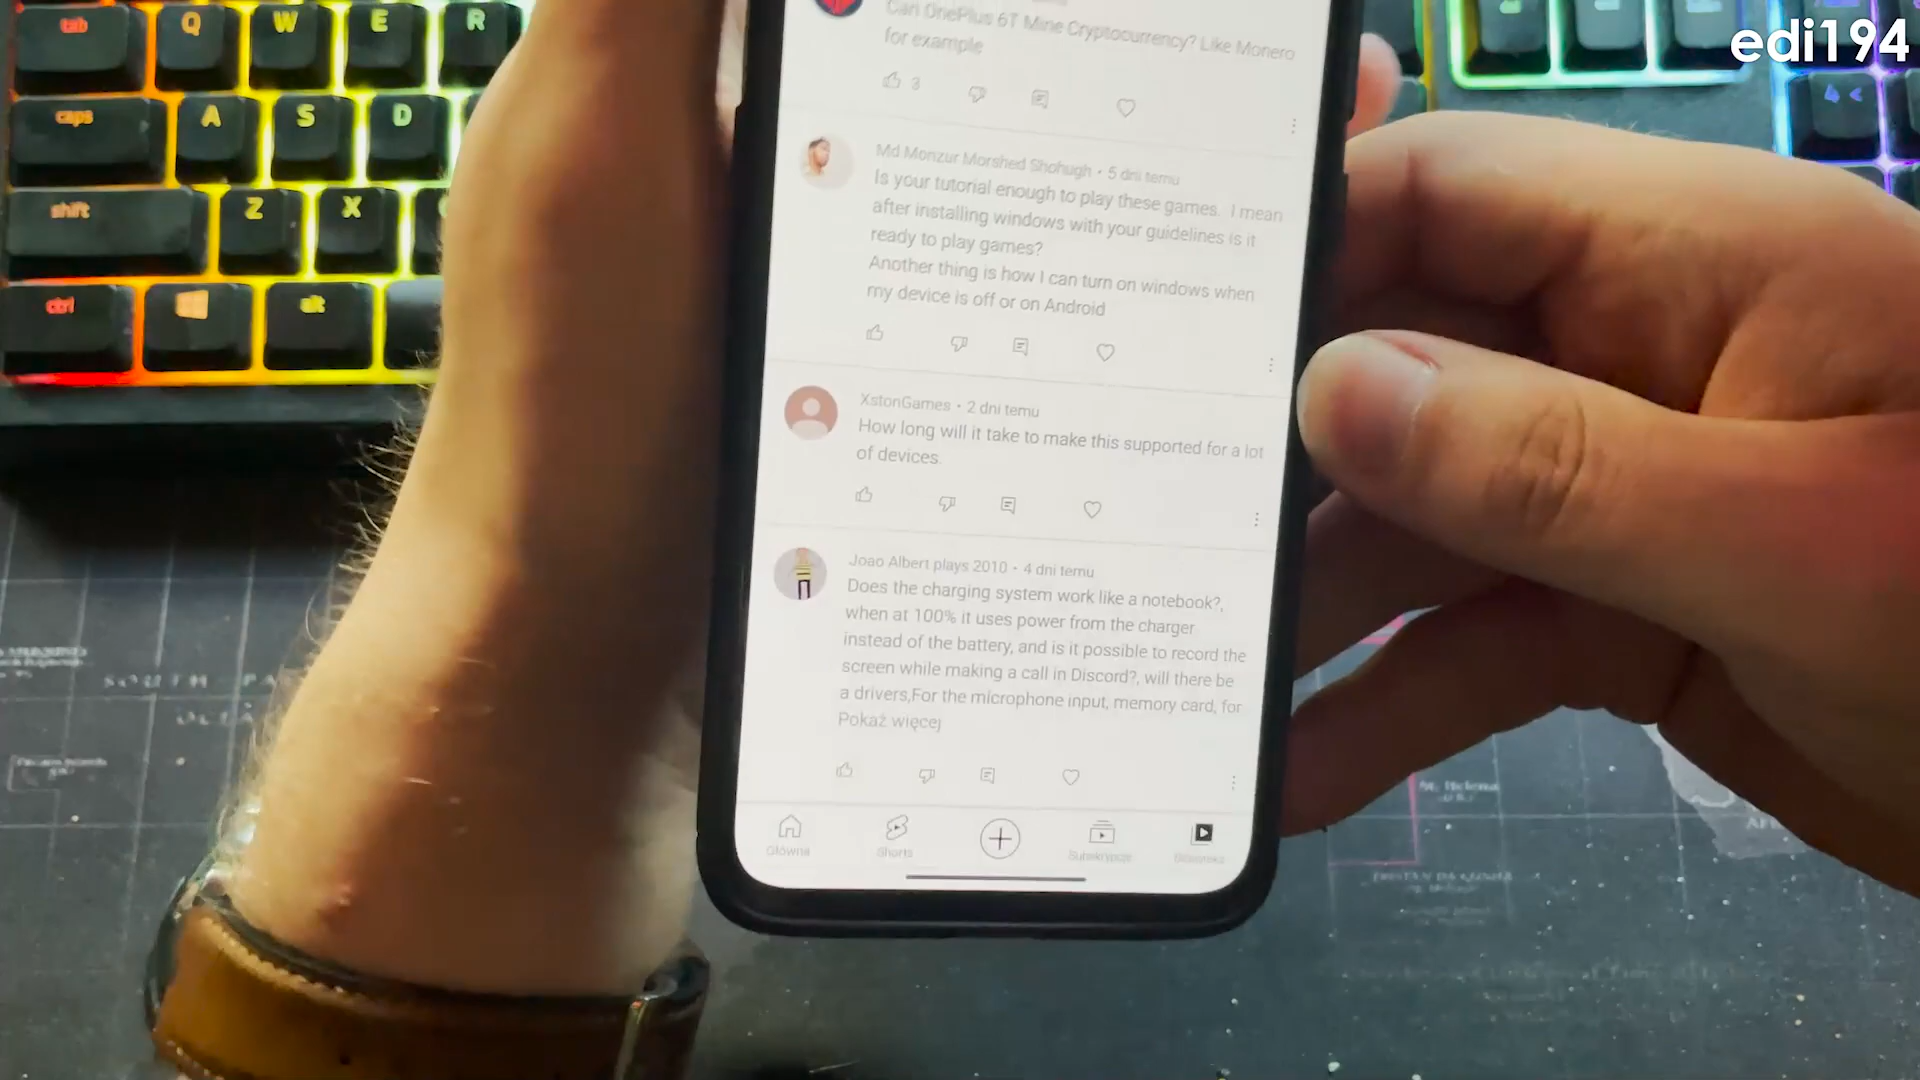 edi194
tab
Q
W
E
R
caps
A
S
D
shift
Z
X
ctrl
alt
4 <
Can OnePlus 6T Mine Cryptocurrency? Like Monero
for example
3
Md Monzur Morshed Shohugh • 5 dni temu
Is your tutorial enough to play these games. I mean
after installing windows with your guidelines is it
ready to play games?
Another thing is how I can turn on windows when
my device is off or on Android
XstonGames • 2 dni temu
How long will it take to make this supported for a lot
of devices.
Joao Albert plays 2010 • 4 dni temu
Does the charging system work like a notebook?,
when at 100% it uses power from the charger
instead of the battery, and is it possible to record the
screen while making a call in Discord?, will there be
a drivers,For the microphone input, memory card, for
Pokaż więcej
Główna
Shorts
Subskrypcje
Biblioteka
SOUTH